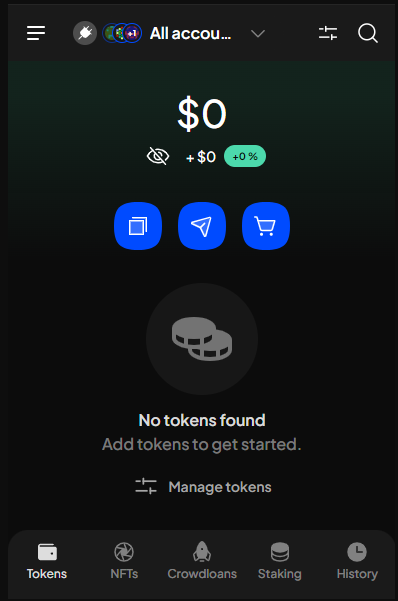 +1 All accou...
$0
+ $0 +0 %
No tokens found
Add tokens to get started.
Manage tokens
Tokens NFTs Crowdloans Staking History